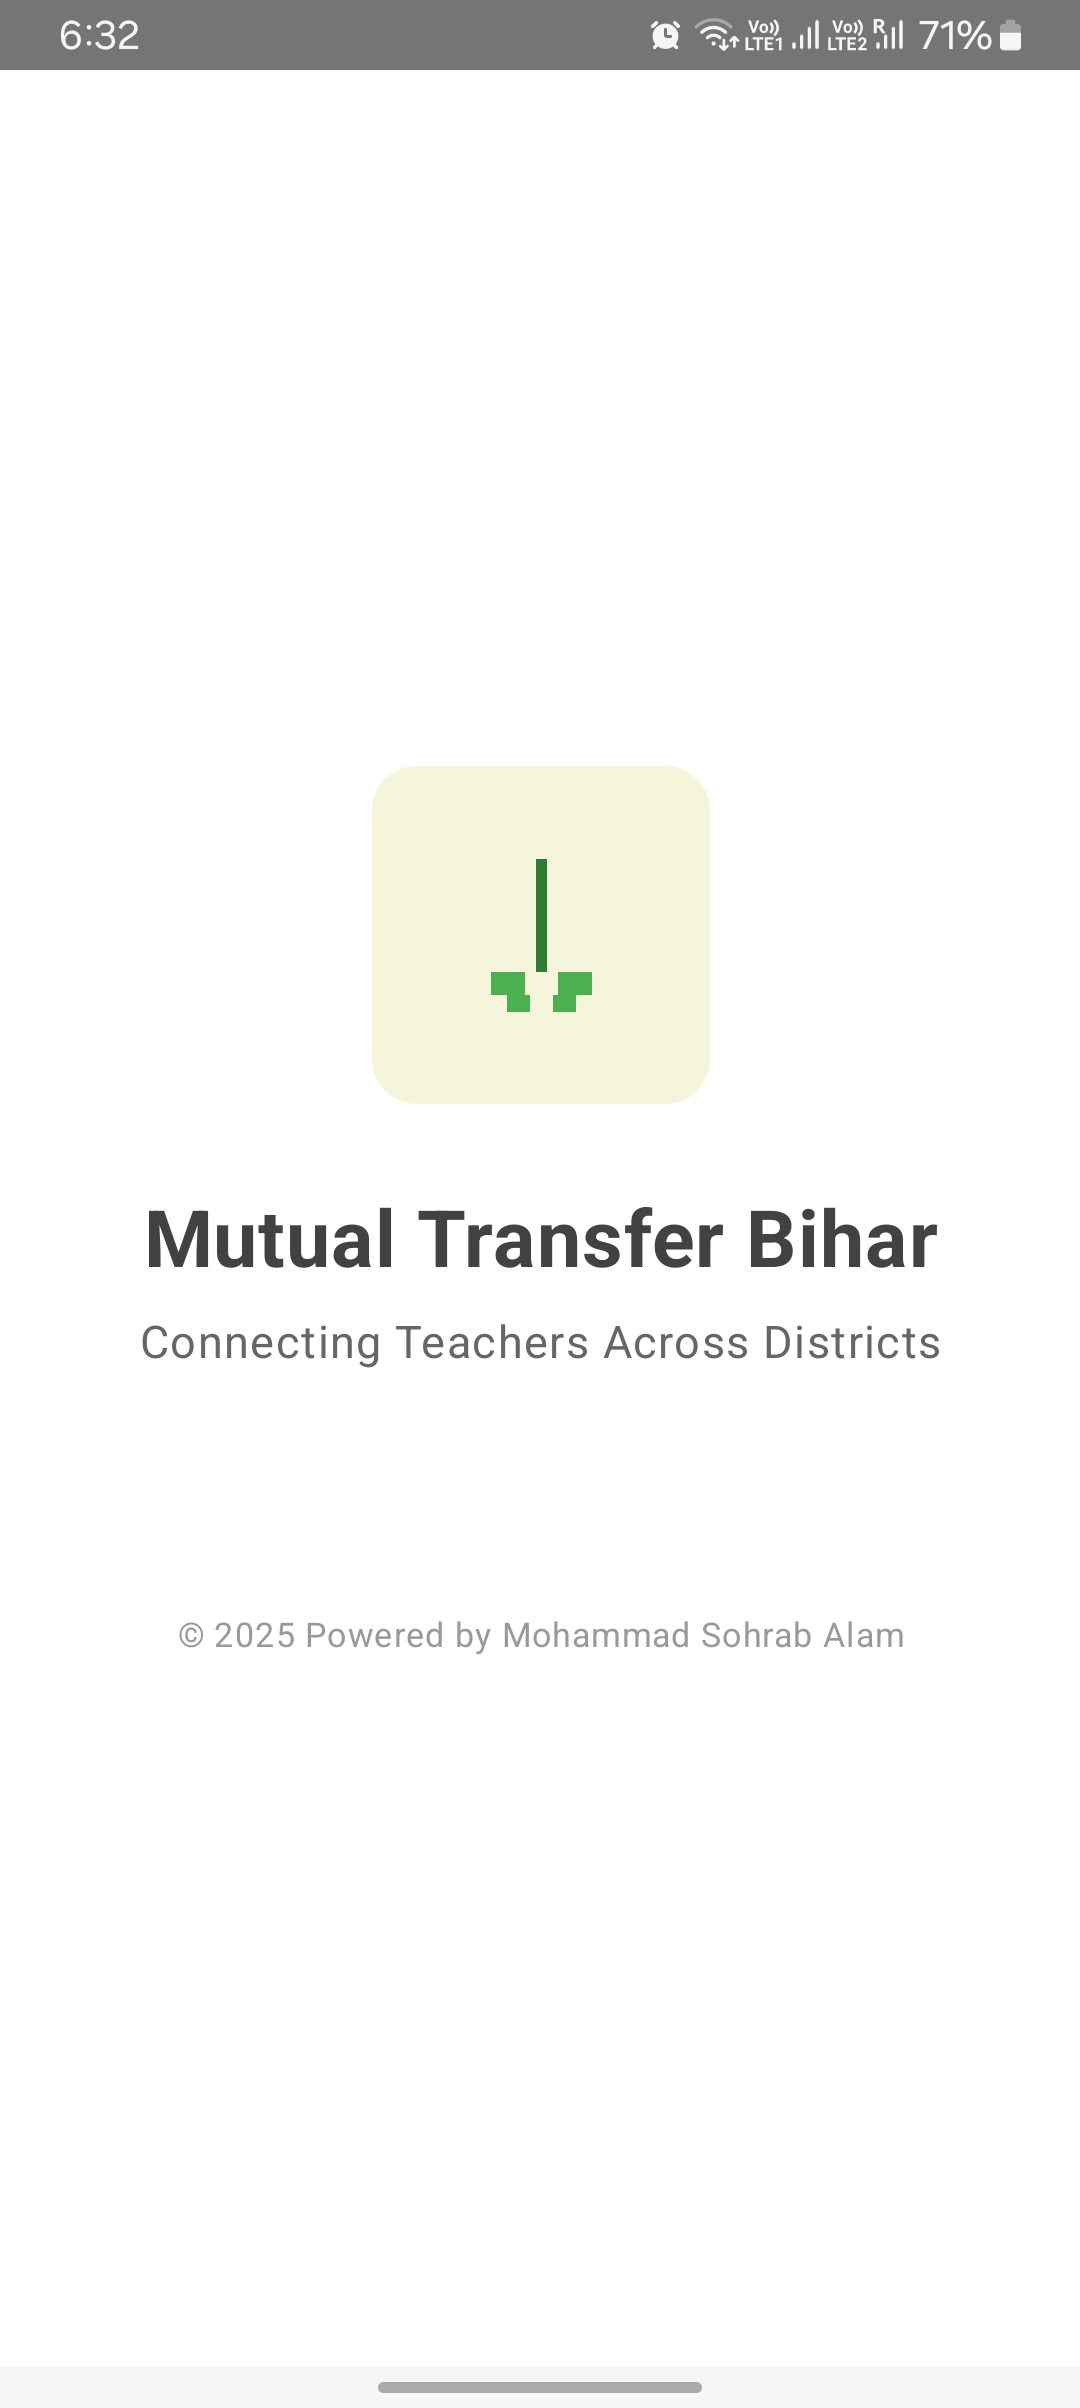 6:32 Vo)) LTE1 Vo)) LTE2 R 71%
Mutual Transfer Bihar
Connecting Teachers Across Districts
© 2025 Powered by Mohammad Sohrab Alam